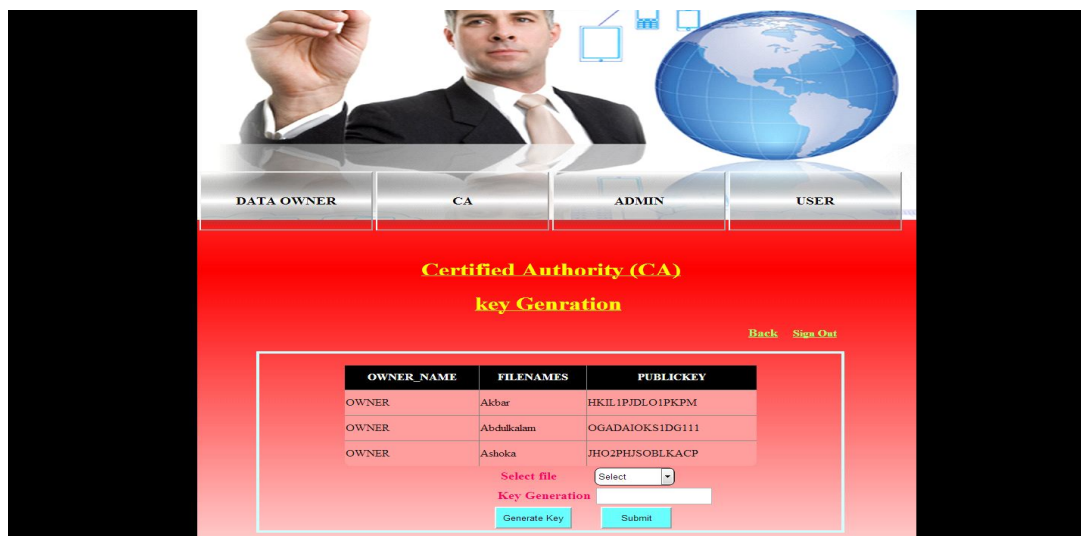 DATA OWNER CA ADMIN USER
Certified Authority (CA)
key Genration
Back Sign Out
OWNER_NAME FILENAMES PUBLICKEY
OWNER Akbar HKIL1PJDLO1PKPM
OWNER Abdulkalam OGADAIOKS1DG111
OWNER Ashoka JHO2PHJSOBLKACP
Select file Select
Key Generation
Generate Key Submit